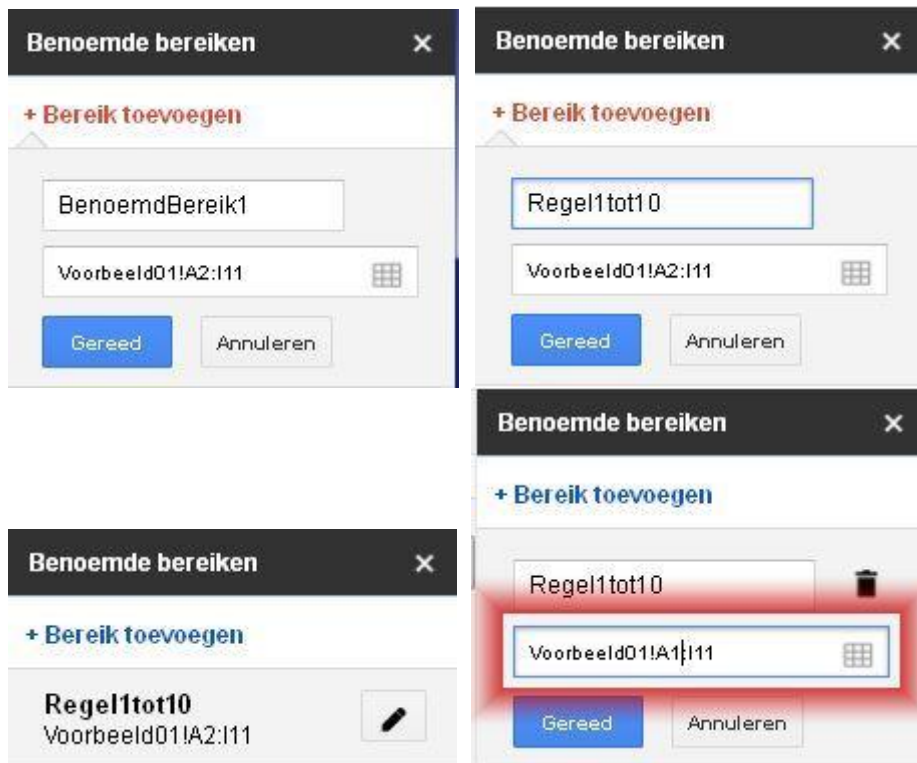 Benoemde bereiken ×
+ Bereik toevoegen
BenoemdBereik1
Voorbeeld01!A2:I11
Gereed Annuleren
Benoemde bereiken ×
+ Bereik toevoegen
Regel1tot10
Voorbeeld01!A2:I11
Gereed Annuleren
Benoemde bereiken ×
+ Bereik toevoegen
Regel1tot10
Voorbeeld01!A2:I11
Benoemde bereiken ×
+ Bereik toevoegen
Regel1tot10
Voorbeeld01!A1:I11
Gereed Annuleren